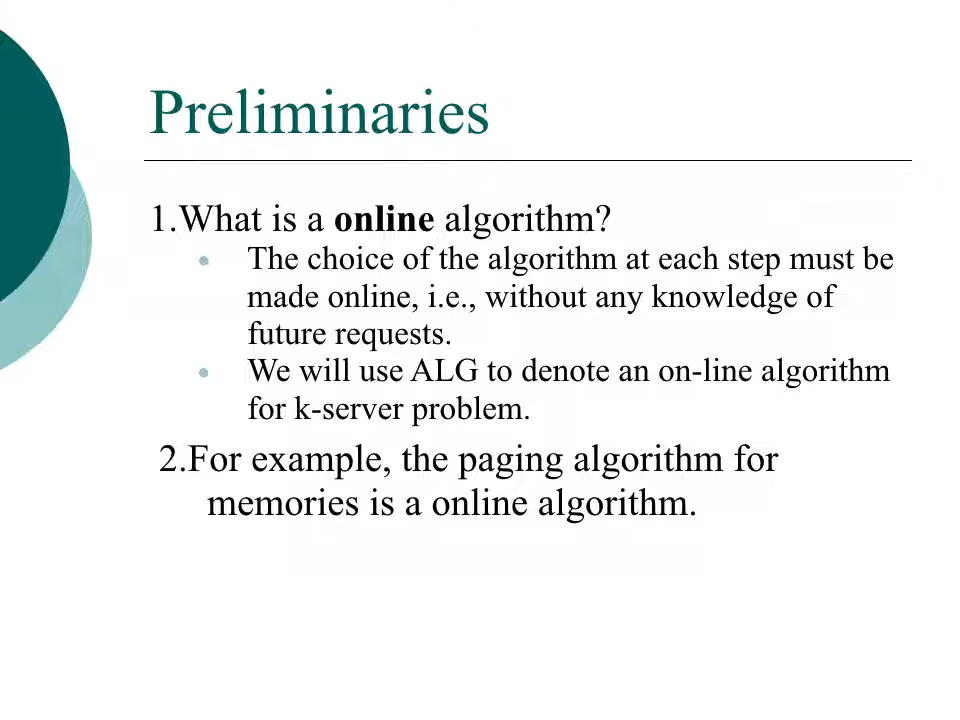 Preliminaries
1.What is a online algorithm?
• The choice of the algorithm at each step must be
made online, i.e., without any knowledge of
future requests.
• We will use ALG to denote an on-line algorithm
for k-server problem.
2.For example, the paging algorithm for
memories is a online algorithm.